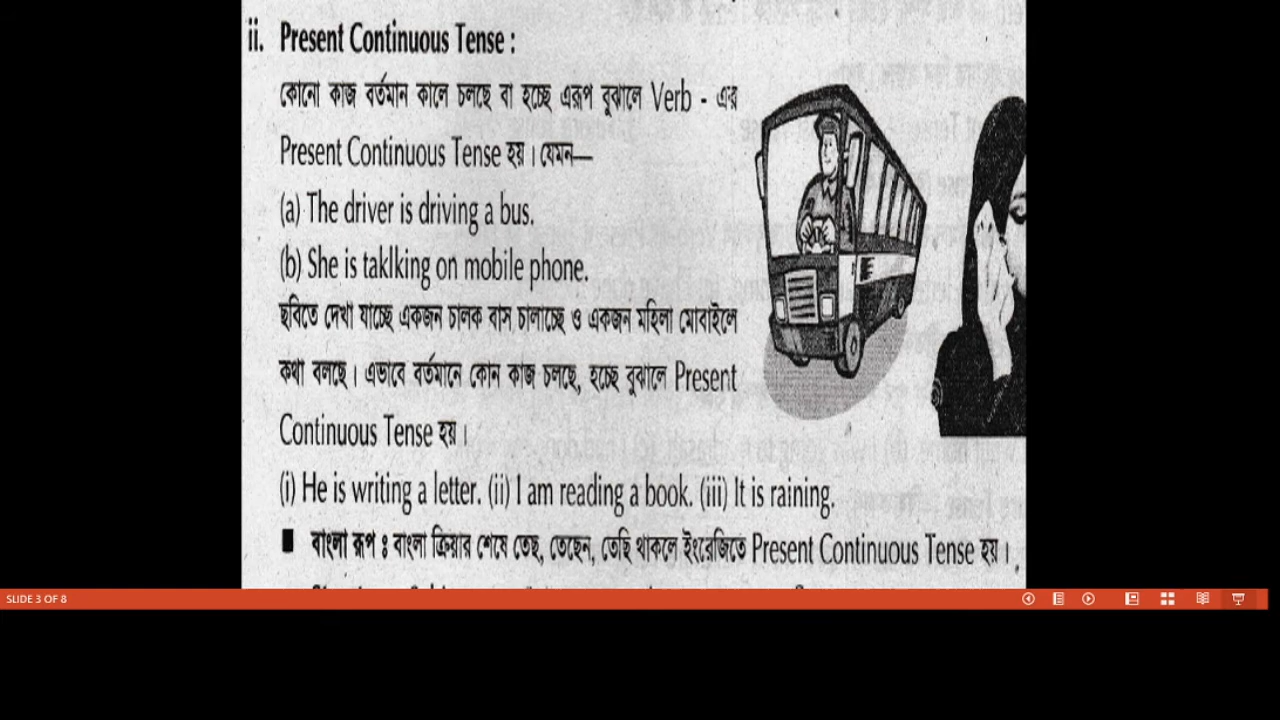 ii. Present Continuous Tense :
কোনো কাজ বর্তমান কালে চলছে বা হচ্ছে এরূপ বুঝালে Verb - এর
Present Continuous Tense হয়। যেমন—
(a) The driver is driving a bus.
(b) She is taklking on mobile phone.
ছবিতে দেখা যাচ্ছে একজন চালক বাস চালাচ্ছে ও একজন মহিলা মোবাইলে
কথা বলছে। এভাবে বর্তমানে কোন কাজ চলছে, হচ্ছে বুঝালে Present
Continuous Tense হয়।
(i) He is writing a letter. (ii) I am reading a book. (iii) It is raining.
■ বাংলা রূপ ঃ বাংলা ক্রিয়ার শেষে তেছ, তেছেন, তেছি থাকলে ইংরেজিতে Present Continuous Tense হয়।
SLIDE 3 OF 8